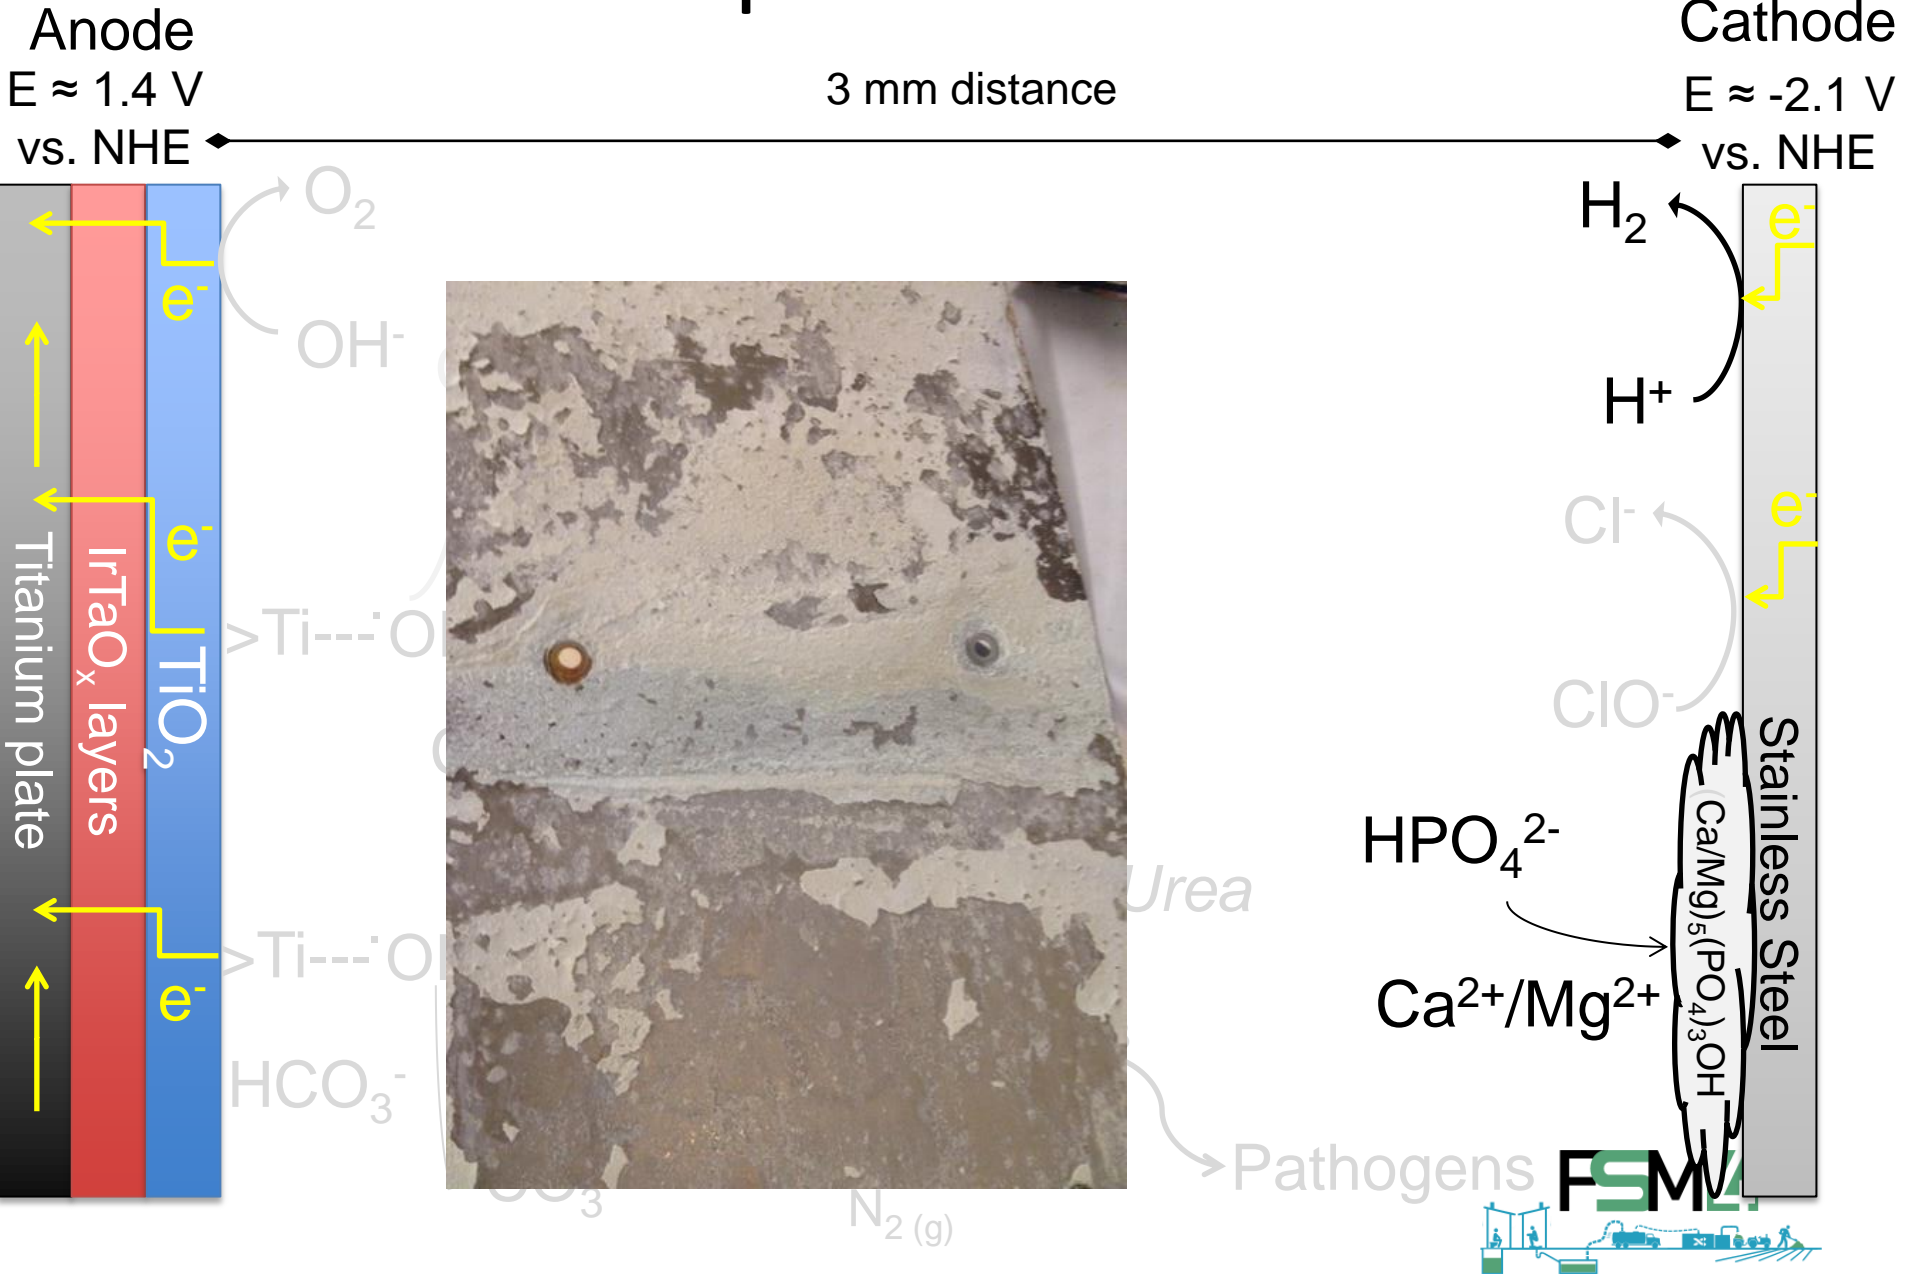 Anode
E ≈ 1.4 V
vs. NHE
3 mm distance
Cathode
E ≈ -2.1 V
vs. NHE
O₂
OH⁻
H₂
H⁺
e⁻
e⁻
e⁻
e⁻
e⁻
Titanium plate
IrTaOₓ layers
TiO₂
>Ti---·O
>Ti---·O
HCO₃⁻
Cl⁻
ClO⁻
Urea
HPO₄²⁻
Ca²⁺/Mg²⁺
(Ca/Mg)₅(PO₄)₃OH
Stainless Steel
Pathogens
N₂ (g)
FSM